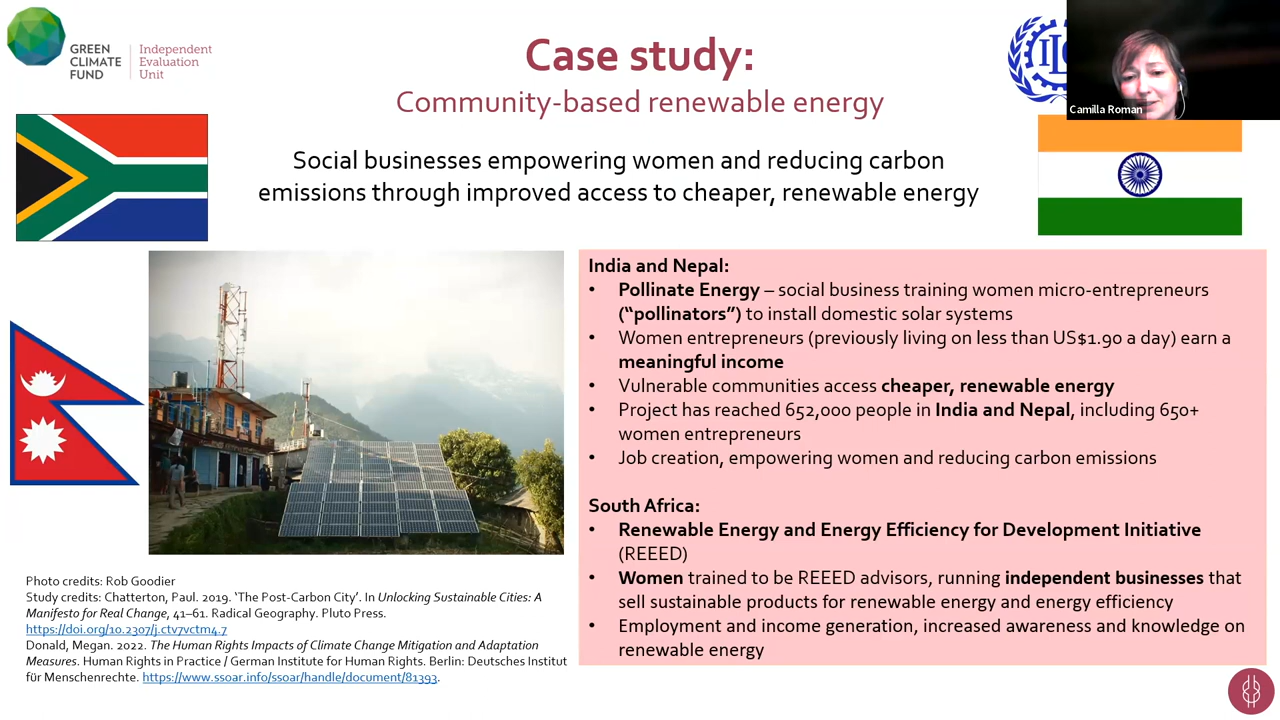 GREEN
CLIMATE
FUND
Independent
Evaluation
Unit
Case study:
Community-based renewable energy
Camilla Roman
Social businesses empowering women and reducing carbon
emissions through improved access to cheaper, renewable energy
India and Nepal:
• Pollinate Energy – social business training women micro-entrepreneurs
(“pollinators”) to install domestic solar systems
• Women entrepreneurs (previously living on less than US$1.90 a day) earn a
meaningful income
• Vulnerable communities access cheaper, renewable energy
• Project has reached 652,000 people in India and Nepal, including 650+
women entrepreneurs
• Job creation, empowering women and reducing carbon emissions
South Africa:
• Renewable Energy and Energy Efficiency for Development Initiative
(REEED)
• Women trained to be REEED advisors, running independent businesses that
sell sustainable products for renewable energy and energy efficiency
• Employment and income generation, increased awareness and knowledge on
renewable energy
Photo credits: Rob Goodier
Study credits: Chatterton, Paul. 2019. ‘The Post-Carbon City’. In Unlocking Sustainable Cities: A
Manifesto for Real Change, 41–61. Radical Geography. Pluto Press.
https://doi.org/10.2307/j.ctv7vctm4.7
Donald, Megan. 2022. The Human Rights Impacts of Climate Change Mitigation and Adaptation
Measures. Human Rights in Practice / German Institute for Human Rights. Berlin: Deutsches Institut
für Menschenrechte. https://www.ssoar.info/ssoar/handle/document/81393.